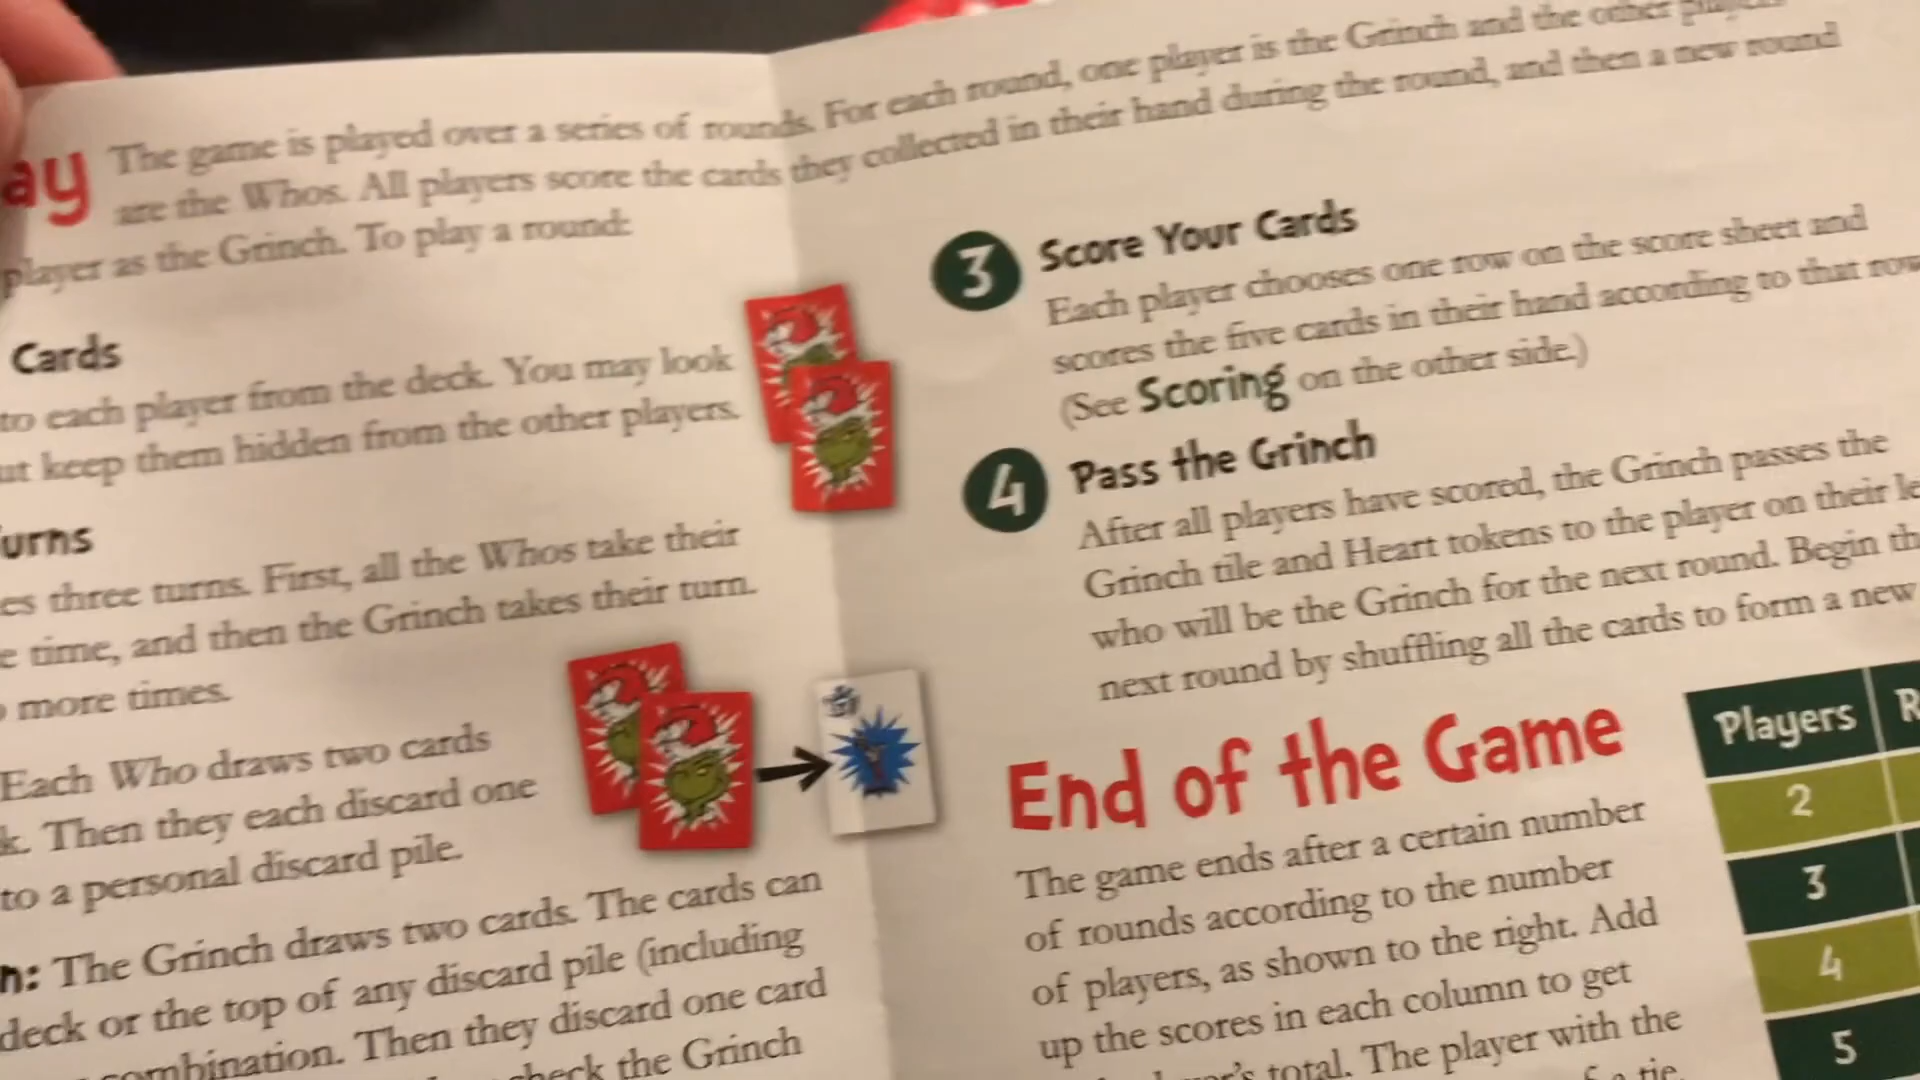 ay The game is played over a series of rounds. For each round, one player is the Grinch and the other players
are the Whos. All players score the cards they collected in their hand during the round, and then a new round
player as the Grinch. To play a round:
Cards
to each player from the deck. You may look
ut keep them hidden from the other players.
urns
es three turns. First, all the Whos take their
e time, and then the Grinch takes their turn.
more times.
Each Who draws two cards
k. Then they each discard one
to a personal discard pile.
n: The Grinch draws two cards. The cards can
deck or the top of any discard pile (including
combination. Then they discard one card
check the Grinch
3 Score Your Cards
Each player chooses one row on the score sheet and
scores the five cards in their hand according to that row
(See Scoring on the other side.)
4 Pass the Grinch
After all players have scored, the Grinch passes the
Grinch tile and Heart tokens to the player on their le
who will be the Grinch for the next round. Begin th
next round by shuffling all the cards to form a new
End of the Game
The game ends after a certain number
of rounds according to the number
of players, as shown to the right. Add
up the scores in each column to get
total. The player with the
a tie,
Players R
2
3
4
5